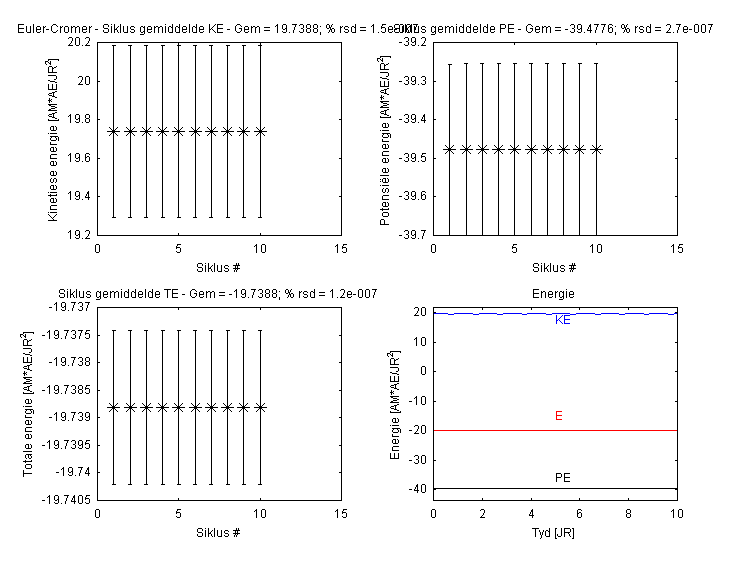 Euler-Cromer - Siklus gemiddelde KE - Gem = 19.7388; % rsd = 1.5e-007
Siklus gemiddelde PE - Gem = -39.4776; % rsd = 2.7e-007
Kinetiese energie [AM*AE/JR²]
20.2
20
19.8
19.6
19.4
19.2
0 5 10 15
Siklus #
Potensiële energie [AM*AE/JR²]
-39.2
-39.3
-39.4
-39.5
-39.6
-39.7
0 5 10 15
Siklus #
Siklus gemiddelde TE - Gem = -19.7388; % rsd = 1.2e-007
Totale energie [AM*AE/JR²]
-19.737
-19.7375
-19.738
-19.7385
-19.739
-19.7395
-19.74
-19.7405
0 5 10 15
Siklus #
Energie
Energie [AM*AE/JR²]
20
10
0
-10
-20
-30
-40
KE
E
PE
0 2 4 6 8 10
Tyd [JR]